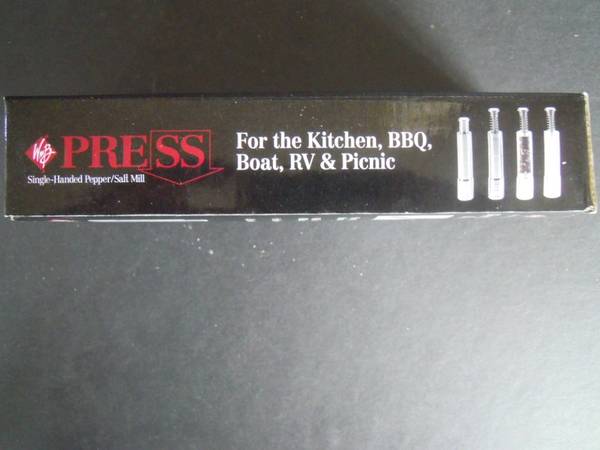 W&B
PRESS
Single-Handed Pepper/Salt Mill
For the Kitchen, BBQ,
Boat, RV & Picnic